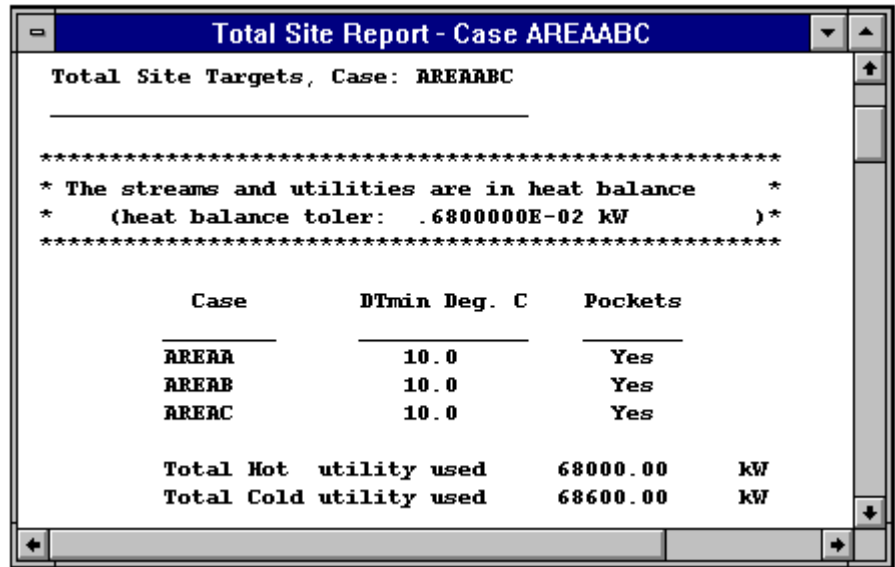 Total Site Report - Case AREAABC
Total Site Targets, Case: AREAABC
*****************************************************
* The streams and utilities are in heat balance *
* (heat balance toler: .6800000E-02 kW )*
*****************************************************
Case DTmin Deg. C Pockets
AREAA 10.0 Yes
AREAB 10.0 Yes
AREAC 10.0 Yes
Total Hot utility used 68000.00 kW
Total Cold utility used 68600.00 kW